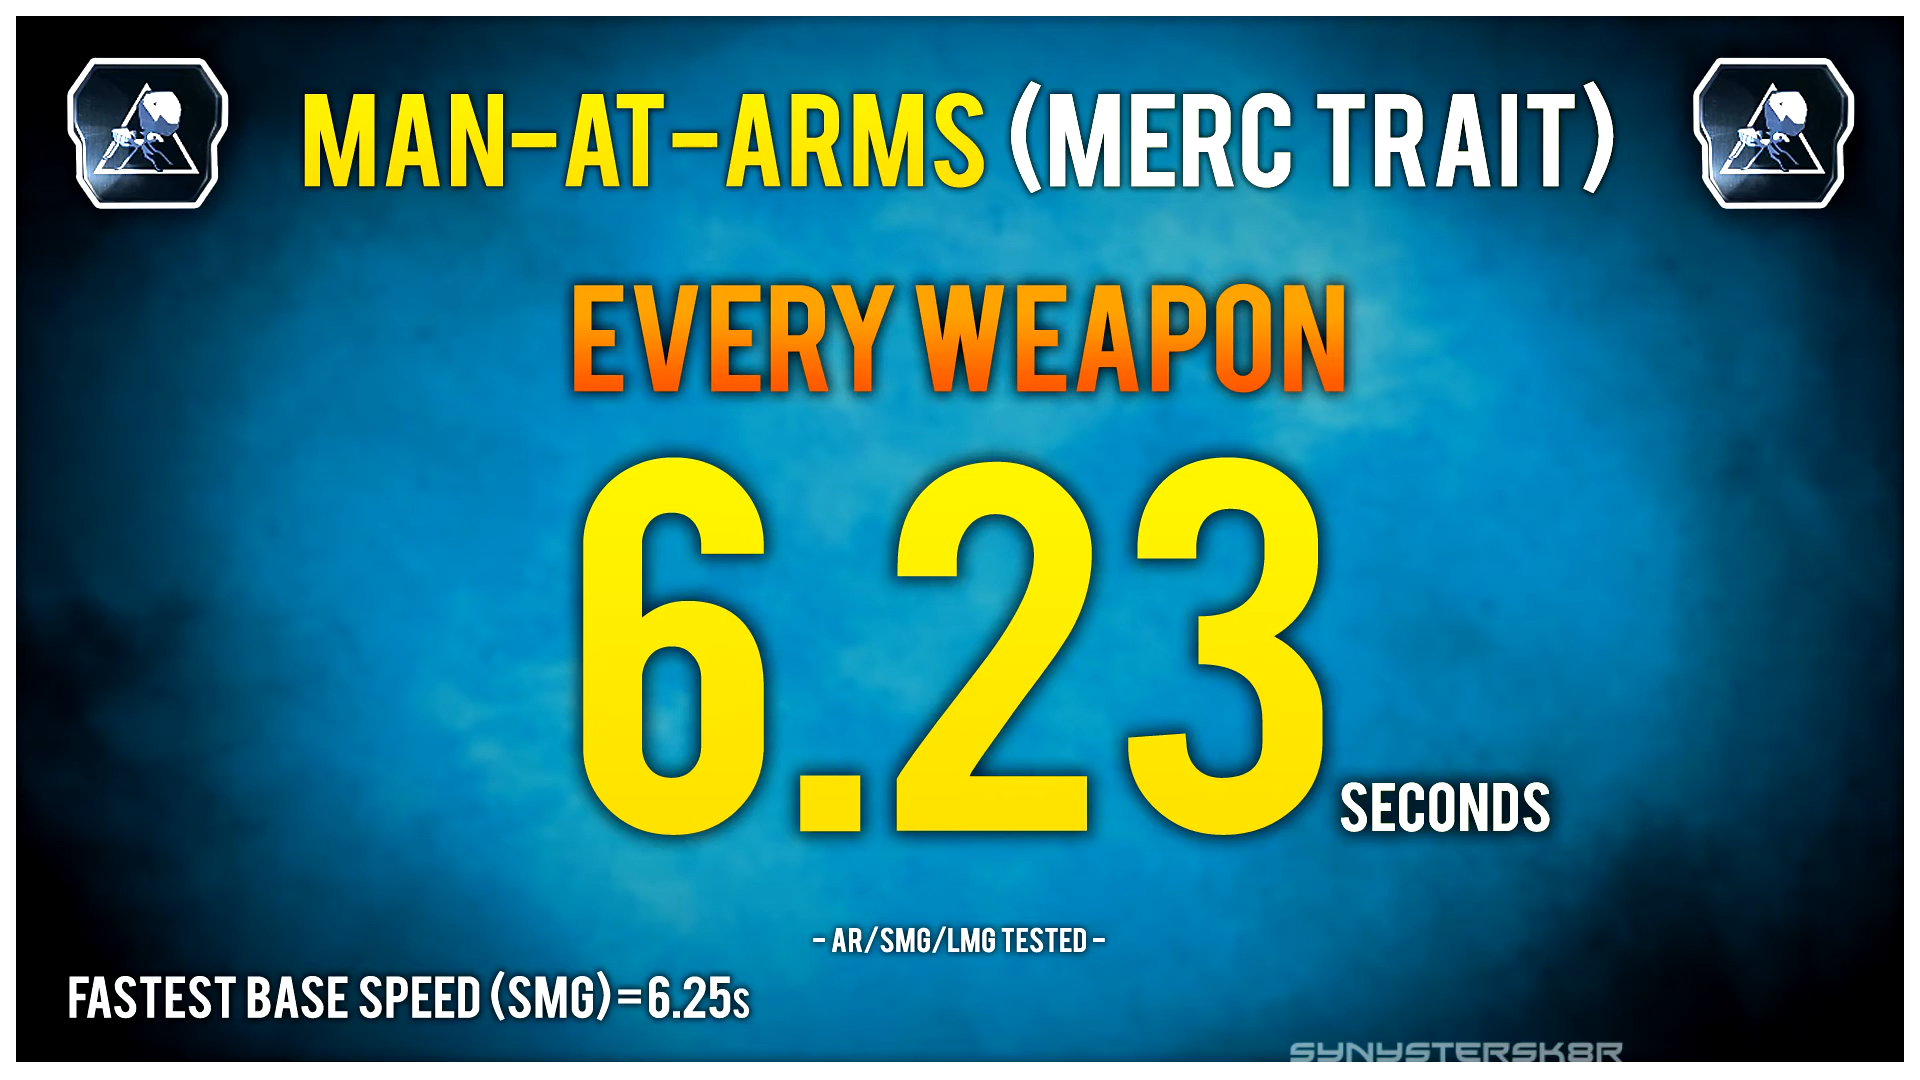 MAN-AT-ARMS (MERC TRAIT)
EVERY WEAPON
6.23 SECONDS
- AR/SMG/LMG TESTED -
FASTEST BASE SPEED (SMG)=6.25s
SYNYSTERSK8R